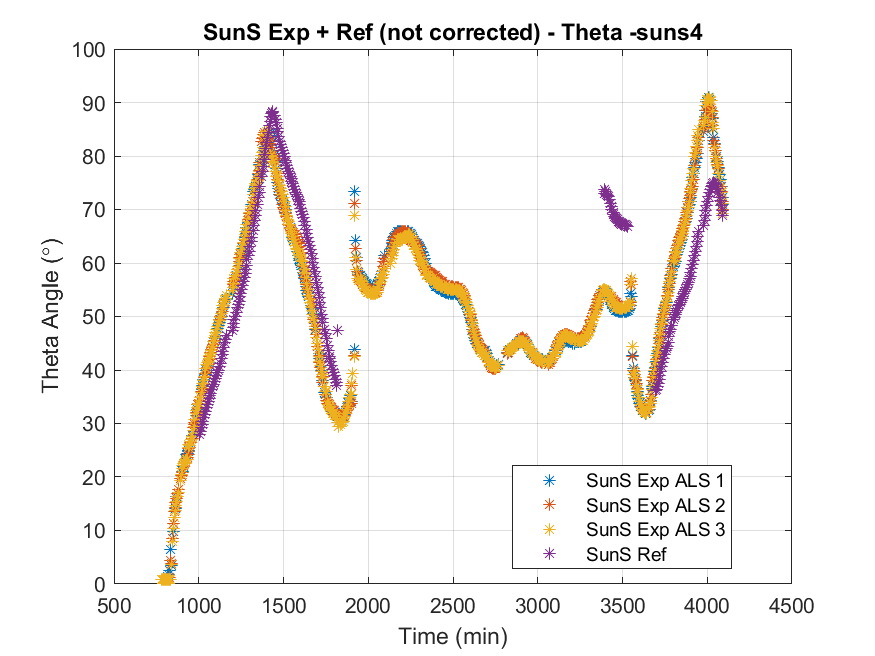 SunS Exp + Ref (not corrected) - Theta -suns4
Theta Angle (°)
100
90
80
70
60
50
40
30
20
10
0
500 1000 1500 2000 2500 3000 3500 4000 4500
Time (min)
SunS Exp ALS 1
SunS Exp ALS 2
SunS Exp ALS 3
SunS Ref